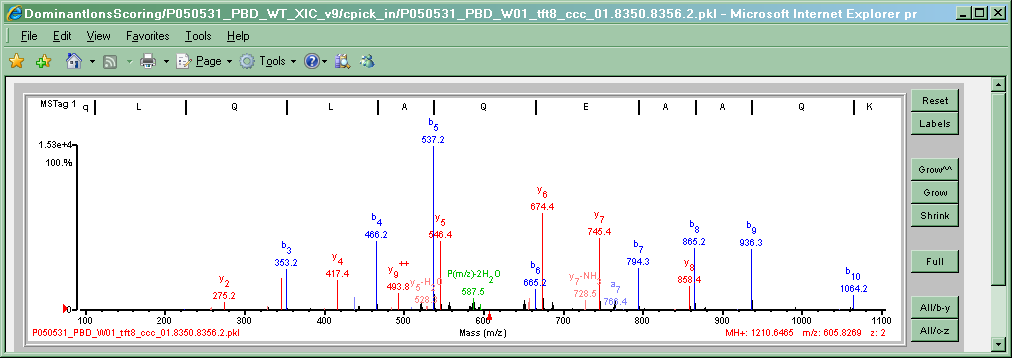 DominantIonsScoring/P050531_PBD_WT_XIC_v9/cpick_in/P050531_PBD_W01_tft8_ccc_01.8350.8356.2.pkl - Microsoft Internet Explorer pr
File Edit View Favorites Tools Help
Page Tools
MSTag 1 q L Q L A Q E A A Q K
Reset
Labels
Grow^^
Grow
Shrink
Full
All/b-y
All/c-z
1.53e+4
100.%
0
b5
537.2
y6
674.4
b4
466.2
y5
546.4
y7
745.4
b8
865.2
b9
936.3
b3
353.2
y4
417.4
y9++
493.8
y5-H2O
P(m/z)-2H2O
587.5
b6
665.2
y7-NH3
728.5
b7
794.3
y8
858.4
b10
1064.2
y2
275.2
a7
100 200 300 400 500 600 700 800 900 1000 1100
Mass (m/z)
P050531_PBD_W01_tft8_ccc_01.8350.8356.2.pkl
MH+: 1210.6465 m/z: 605.8269 z: 2